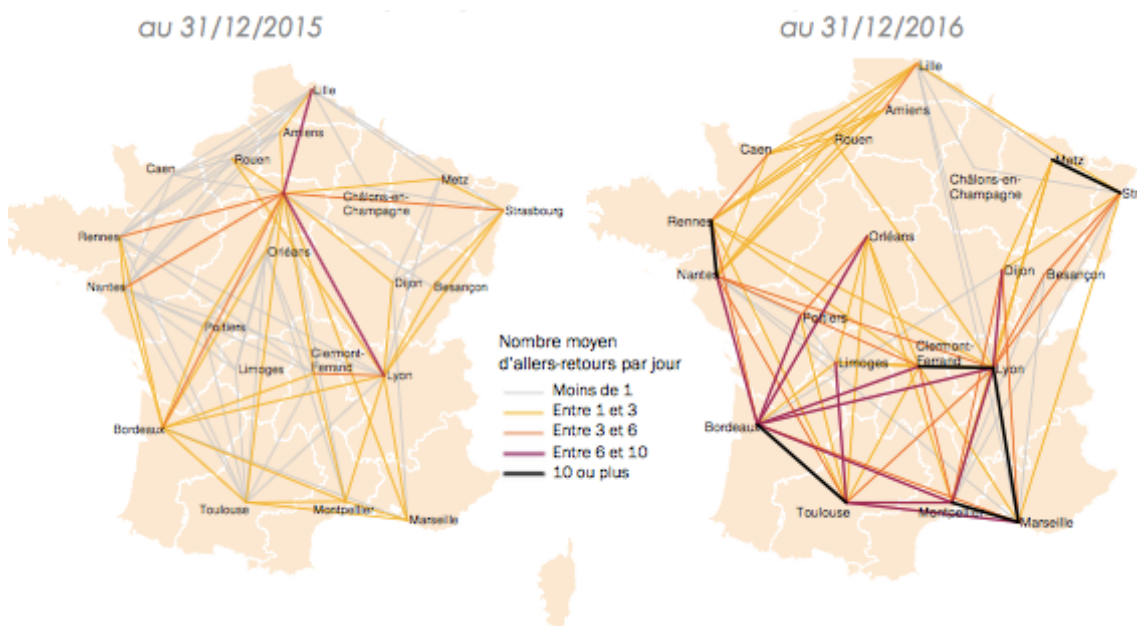 au 31/12/2015
Lille
Amiens
Rouen
Caen
Metz
Châlons-en-
Champagne
Strasbourg
Rennes
Orléans
Nantes
Dijon
Besançon
Poitiers
Clermont-
Ferrand
Limoges
Lyon
Bordeaux
Toulouse
Montpellier
Marseille
Nombre moyen
d'allers-retours par jour
Moins de 1
Entre 1 et 3
Entre 3 et 6
Entre 6 et 10
10 ou plus
au 31/12/2016
Lille
Amiens
Rouen
Caen
Metz
Châlons-en-
Champagne
Str
Rennes
Orléans
Nantes
Dijon
Besançon
Poitiers
Clermont-
Ferrand
Limoges
Lyon
Bordeaux
Toulouse
Montpellier
Marseille